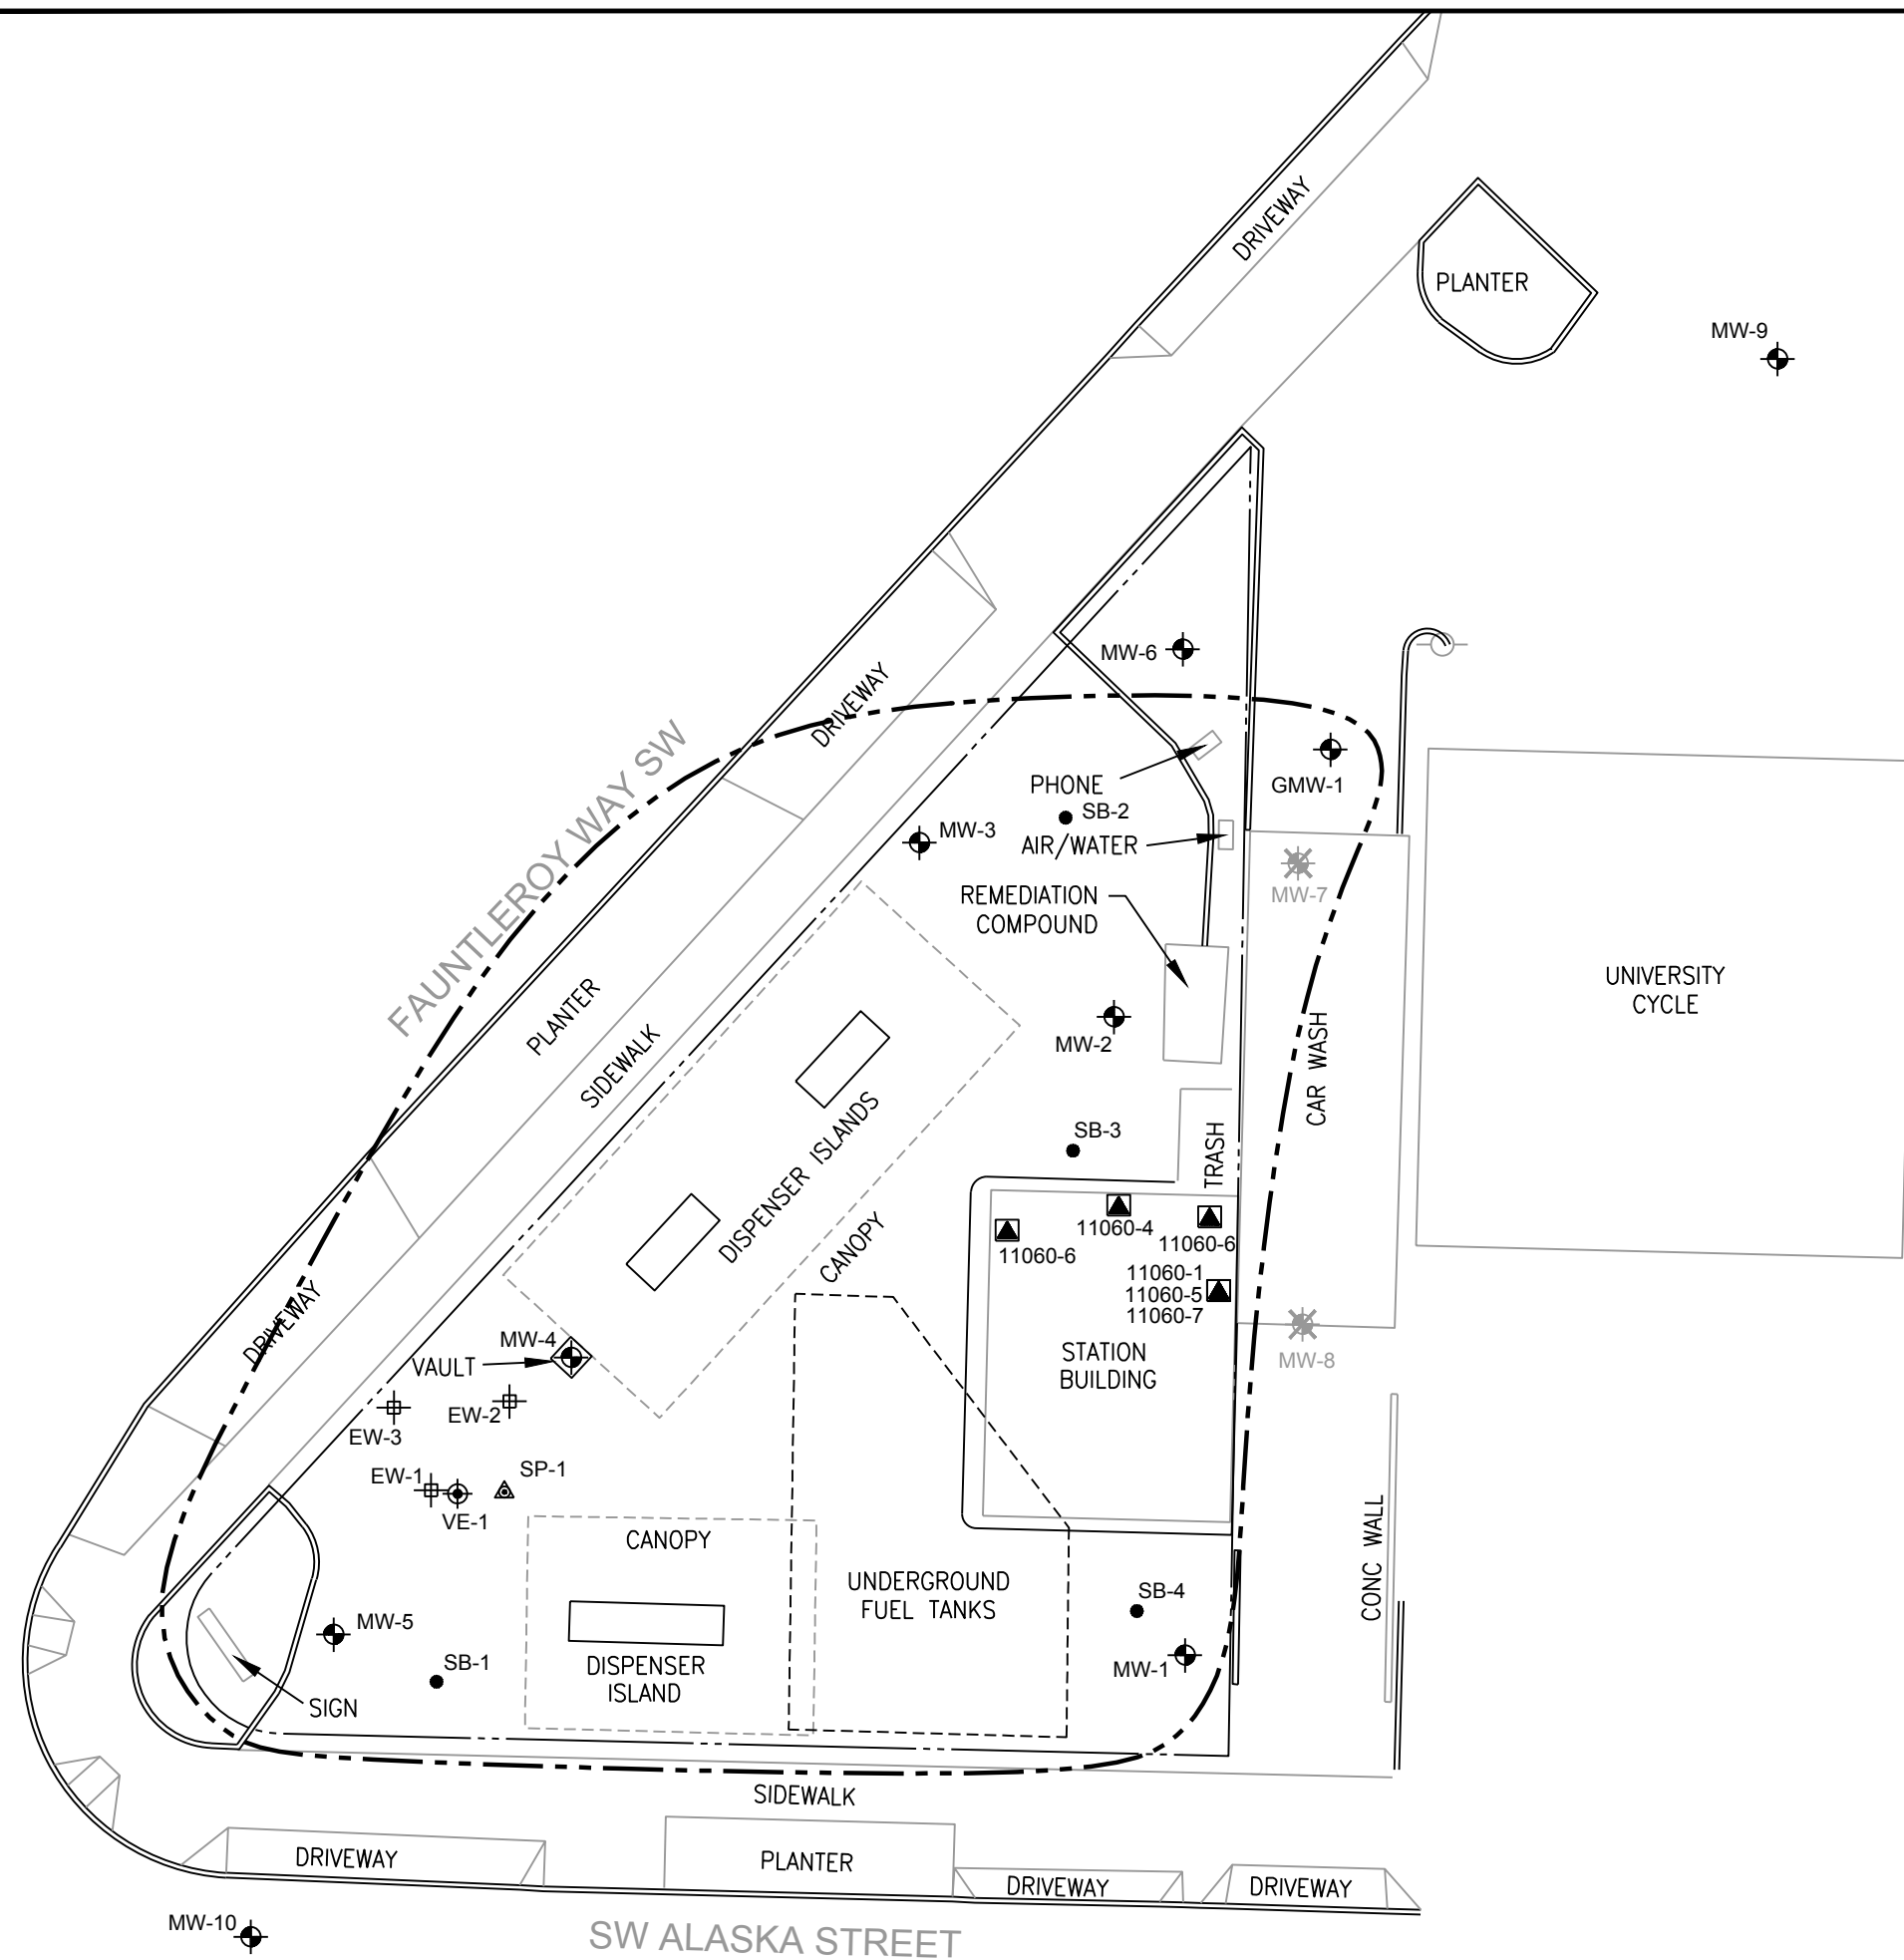 DRIVEWAY
PLANTER
MW-9
MW-6
DRIVEWAY
FAUNTLEROY WAY SW
PHONE
GMW-1
SB-2
MW-3
AIR/WATER
MW-7
REMEDIATION
COMPOUND
UNIVERSITY
CYCLE
PLANTER
SIDEWALK
MW-2
CAR WASH
DISPENSER ISLANDS
SB-3
TRASH
CANOPY
11060-4
11060-6
11060-6
11060-1
11060-5
11060-7
DRIVEWAY
MW-4
VAULT
STATION
BUILDING
MW-8
EW-2
EW-3
EW-1
SP-1
VE-1
CANOPY
CONC WALL
UNDERGROUND
FUEL TANKS
SB-4
MW-5
SB-1
DISPENSER
ISLAND
MW-1
SIGN
SIDEWALK
DRIVEWAY
PLANTER
DRIVEWAY
DRIVEWAY
MW-10
SW ALASKA STREET